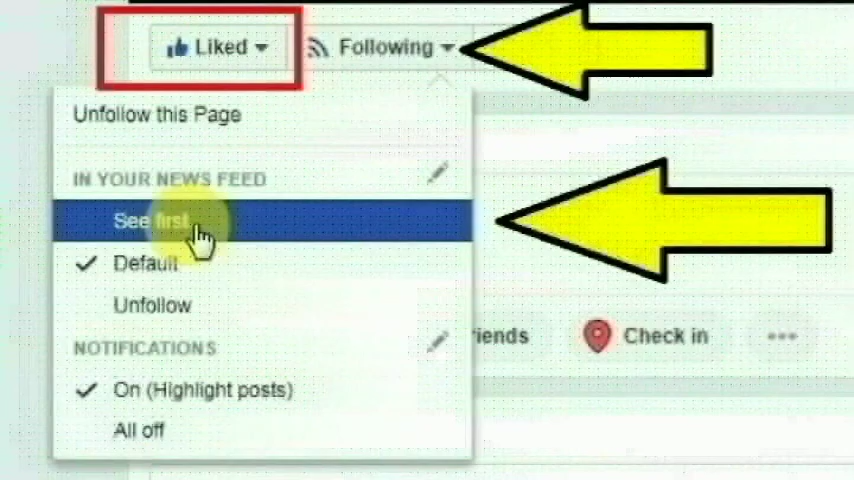 Liked Following
Unfollow this Page
IN YOUR NEWS FEED
See first
Default
Unfollow
riends Check in
NOTIFICATIONS
On (Highlight posts)
All off